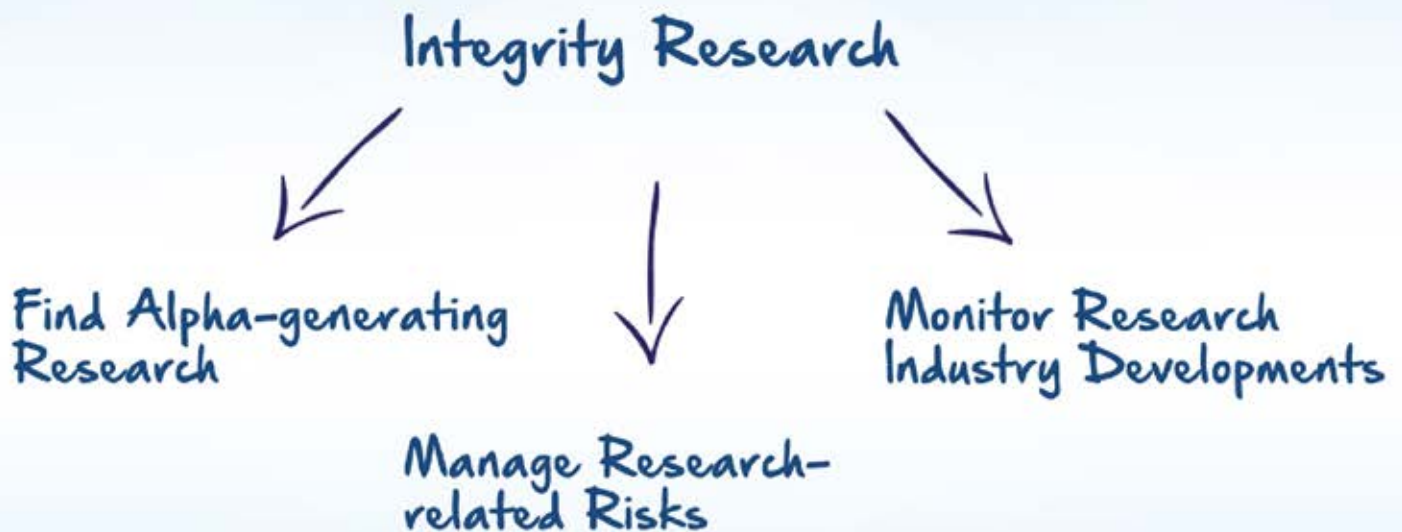 Integrity Research
Find Alpha-generating
Research
Manage Research-
related Risks
Monitor Research
Industry Developments